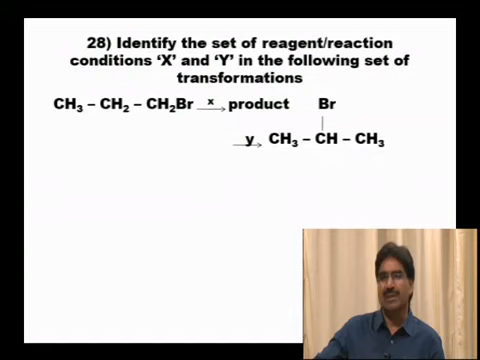 28) Identify the set of reagent/reaction
conditions ‘X’ and ‘Y’ in the following set of
transformations
CH₃ – CH₂ – CH₂Br x product Br
y CH₃ – CH – CH₃